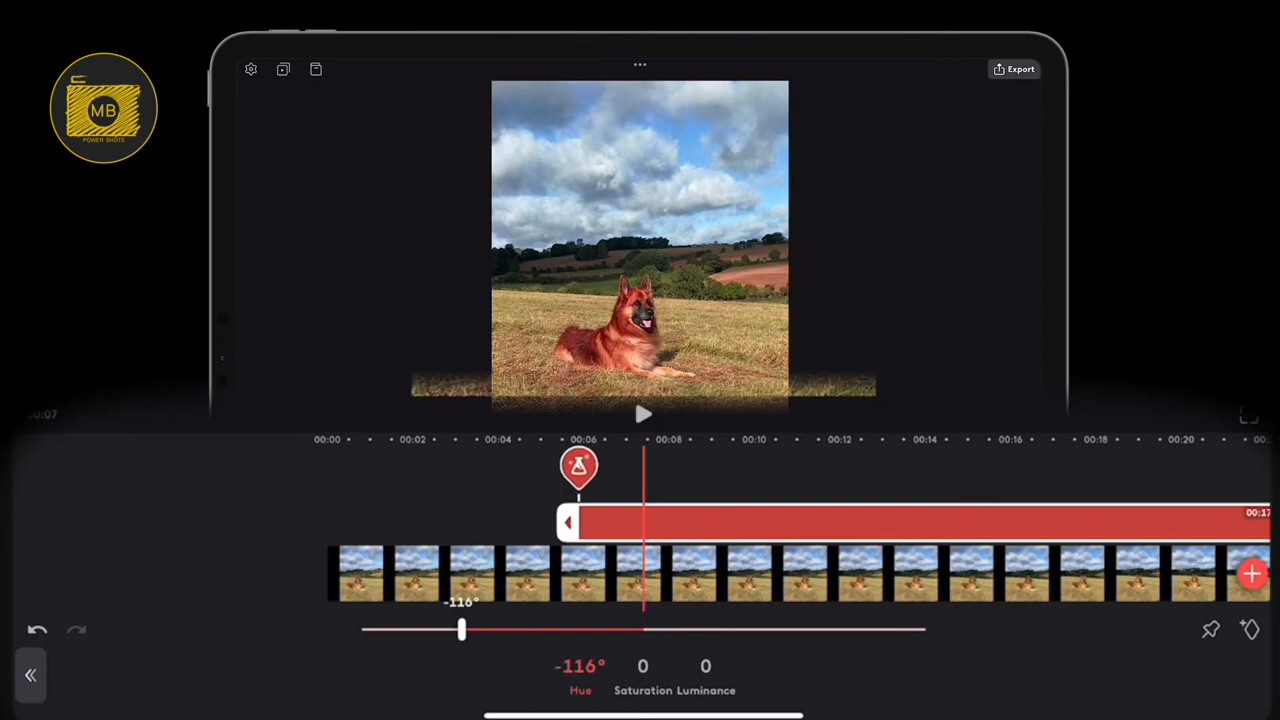 MB
POWER SHOTS
Export
00:07
00:00
00:02
00:04
00:06
00:08
00:10
00:12
00:14
00:16
00:18
00:20
00:17
-116°
-116°
0
0
Hue
Saturation
Luminance